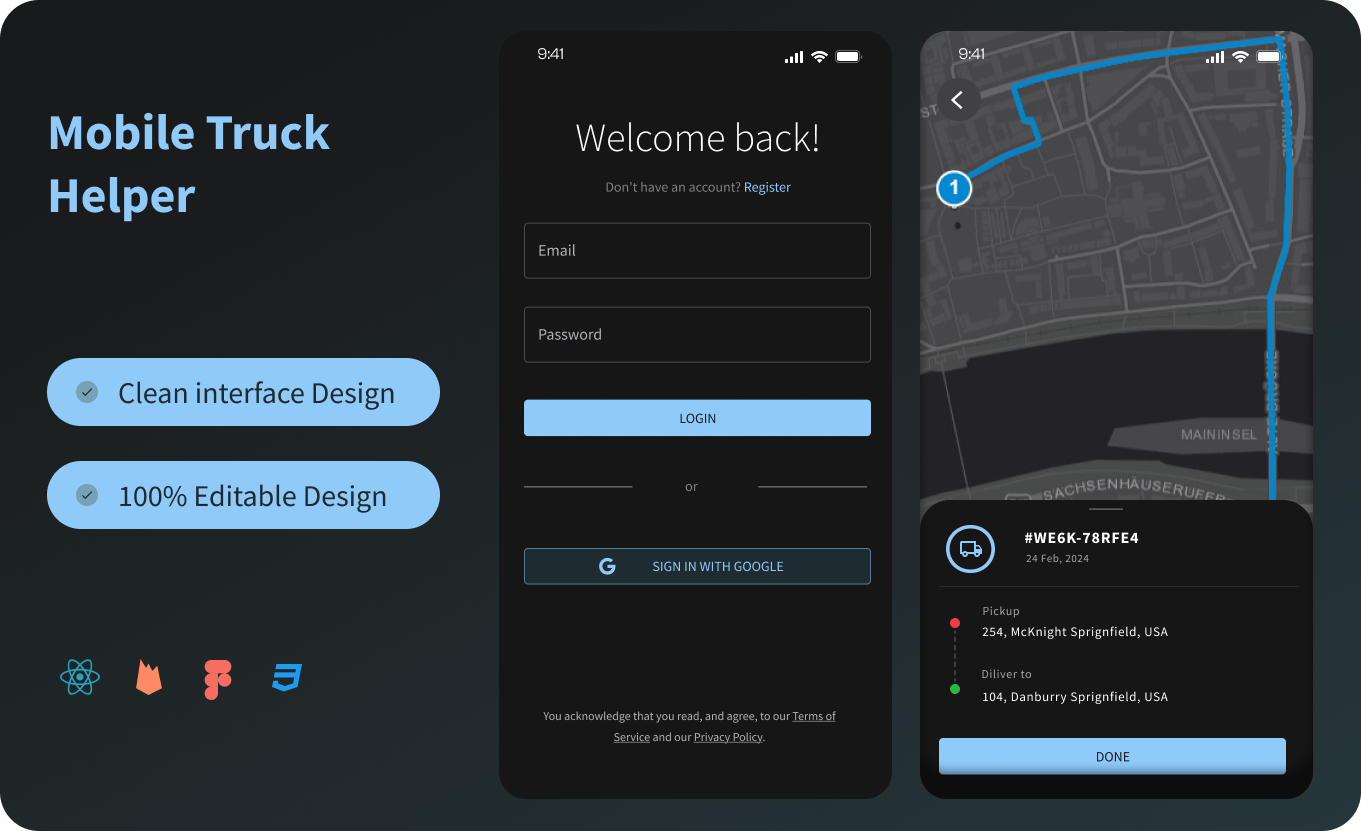 Mobile Truck
Helper
Clean interface Design
100% Editable Design
9:41
Welcome back!
Don't have an account? Register
Email
Password
LOGIN
or
SIGN IN WITH GOOGLE
You acknowledge that you read, and agree, to our Terms of
Service and our Privacy Policy.
9:41
ST
1
MAININSEL
SACHSENHÄUSERUFER
#WE6K-78RFE4
24 Feb, 2024
Pickup
254, McKnight Sprignfield, USA
Diliver to
104, Danburry Sprignfield, USA
DONE